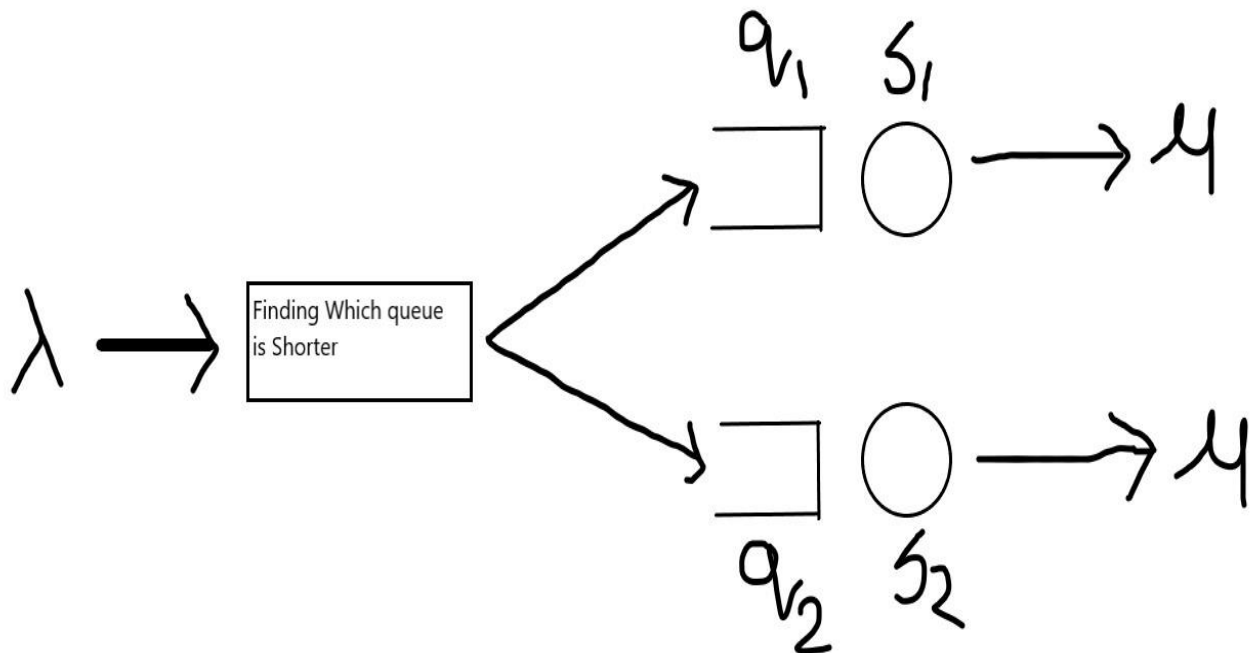 q1 S1
μ
λ
Finding Which queue
is Shorter
μ
q2 S2